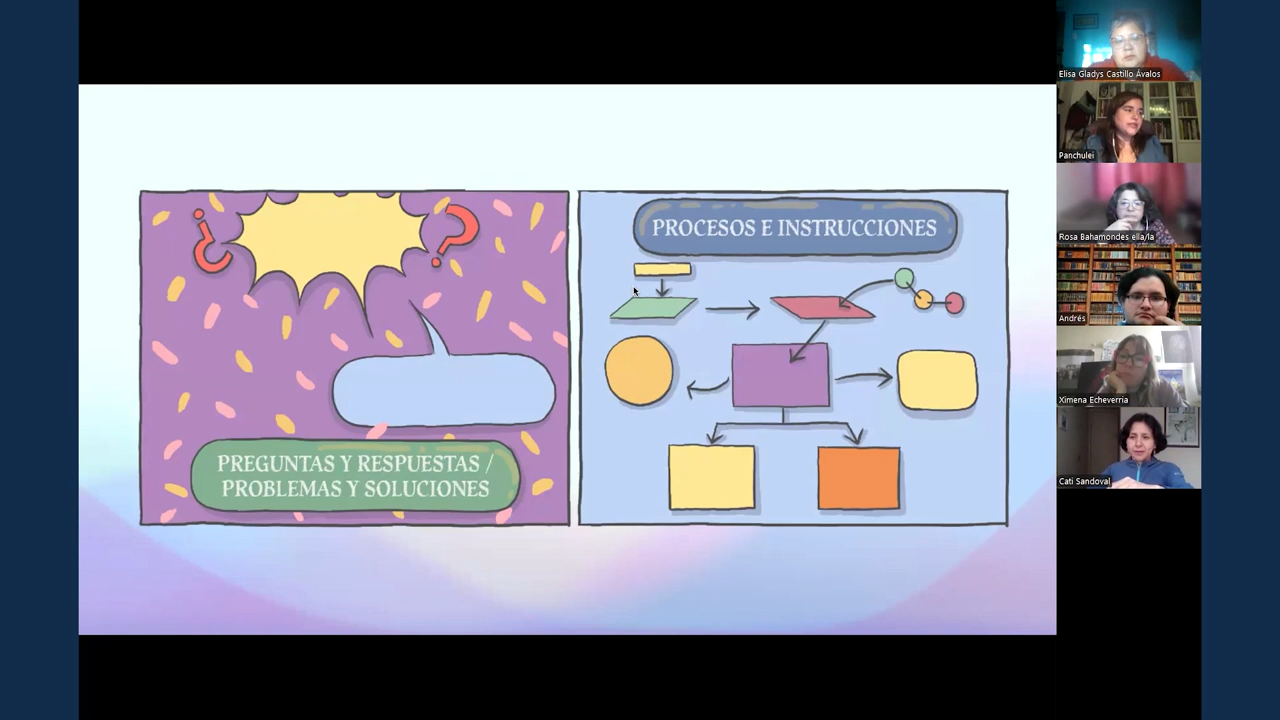 ¿ ?
PREGUNTAS Y RESPUESTAS /
PROBLEMAS Y SOLUCIONES
PROCESOS E INSTRUCCIONES
Elisa Gladys Castillo Ávalos
Panchulei
Rosa Bahamondes ella/la
Andrés
Ximena Echeverría
Cati Sandoval